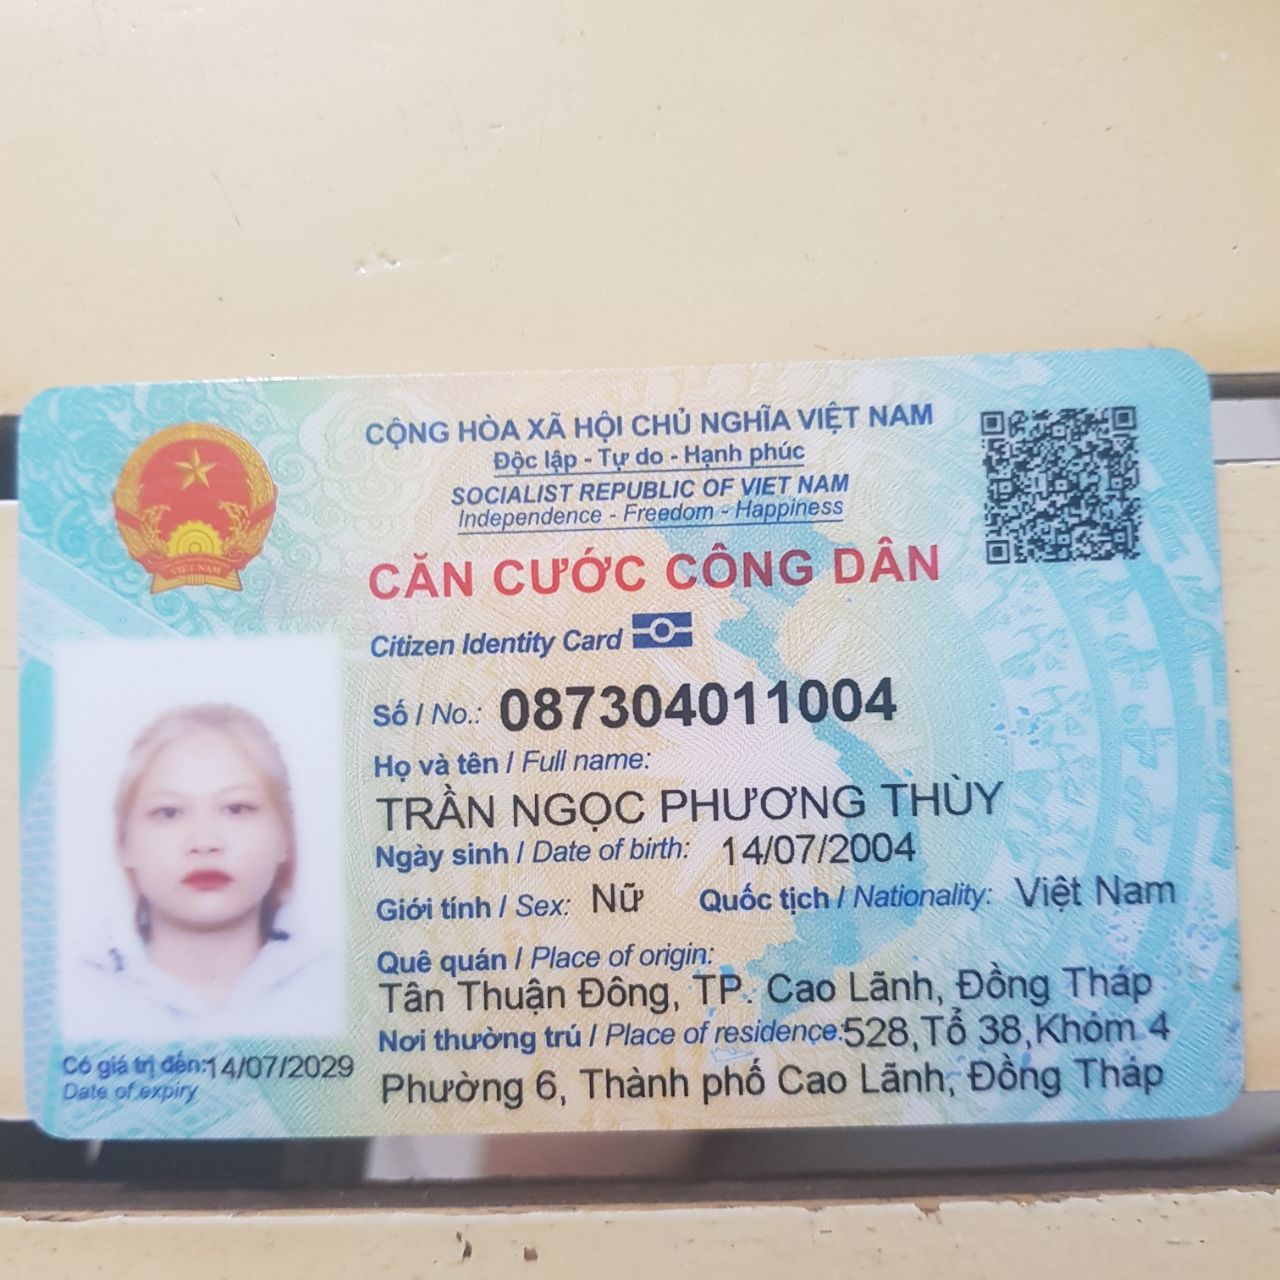 CỘNG HÒA XÃ HỘI CHỦ NGHĨA VIỆT NAM
Độc lập - Tự do - Hạnh phúc
SOCIALIST REPUBLIC OF VIET NAM
Independence - Freedom - Happiness
CĂN CƯỚC CÔNG DÂN
Citizen Identity Card
Số / No.: 087304011004
Họ và tên / Full name:
TRẦN NGỌC PHƯƠNG THÙY
Ngày sinh / Date of birth: 14/07/2004
Giới tính / Sex: Nữ Quốc tịch / Nationality: Việt Nam
Quê quán / Place of origin:
Tân Thuận Đông, TP. Cao Lãnh, Đồng Tháp
Nơi thường trú / Place of residence: 528,Tổ 38,Khóm 4
Phường 6, Thành phố Cao Lãnh, Đồng Tháp
Có giá trị đến: 14/07/2029
Date of expiry
VIỆT NAM